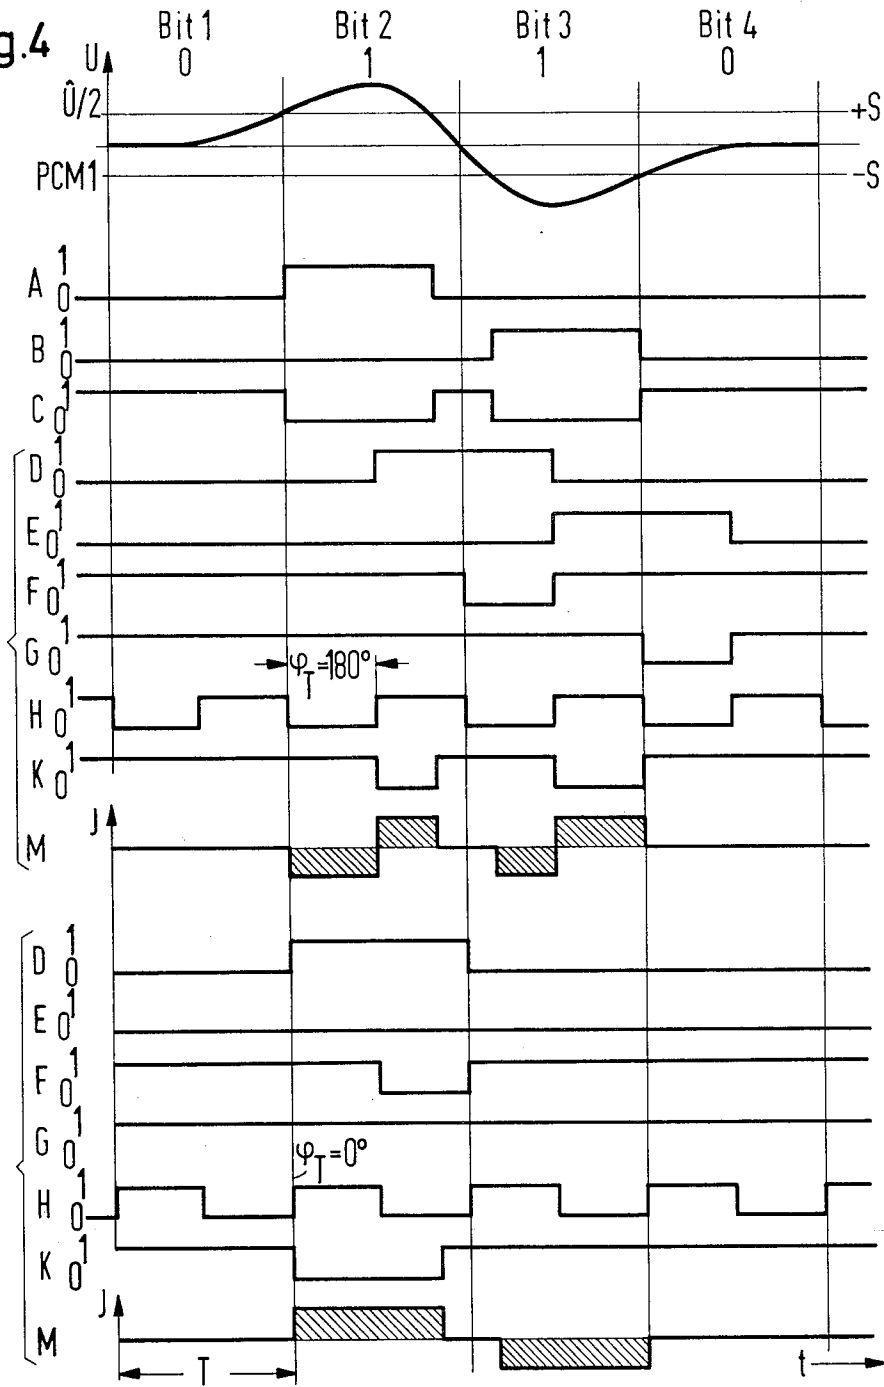 g.4
Bit 1 Bit 2 Bit 3 Bit 4
0 1 1 0
U
Û/2 +S
PCM1 -S
A 1 0
B 1 0
C 1 0
D 1 0
E 1 0
F 1 0
G 1 0
φT=180°
H 1 0
K 1 0
J
M
D 1 0
E 1 0
F 1 0
G 1 0
φT=0°
H 1 0
K 1 0
J
M
T t